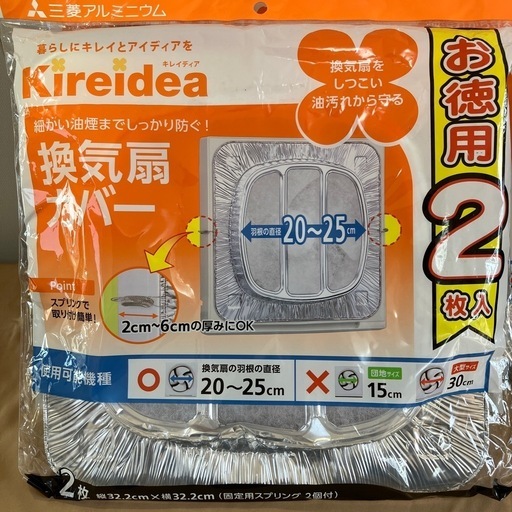 三菱アルミニウム
暮らしにキレイとアイディアを
Kireidea
キレイディア
細かい油煙までしっかり防ぐ！
換気扇
カバー
換気扇を
しつこい
油汚れから守る
お徳用
2
枚入
羽根の直径
20〜25cm
Point
スプリングで
取り付け簡単！
2cm〜6cmの厚みにOK
使用可能機種
換気扇の羽根の直径
20〜25cm
団地サイズ
15cm
大型サイズ
30cm
2枚
縦32.2cm×横32.2cm（固定用スプリング 2個付）